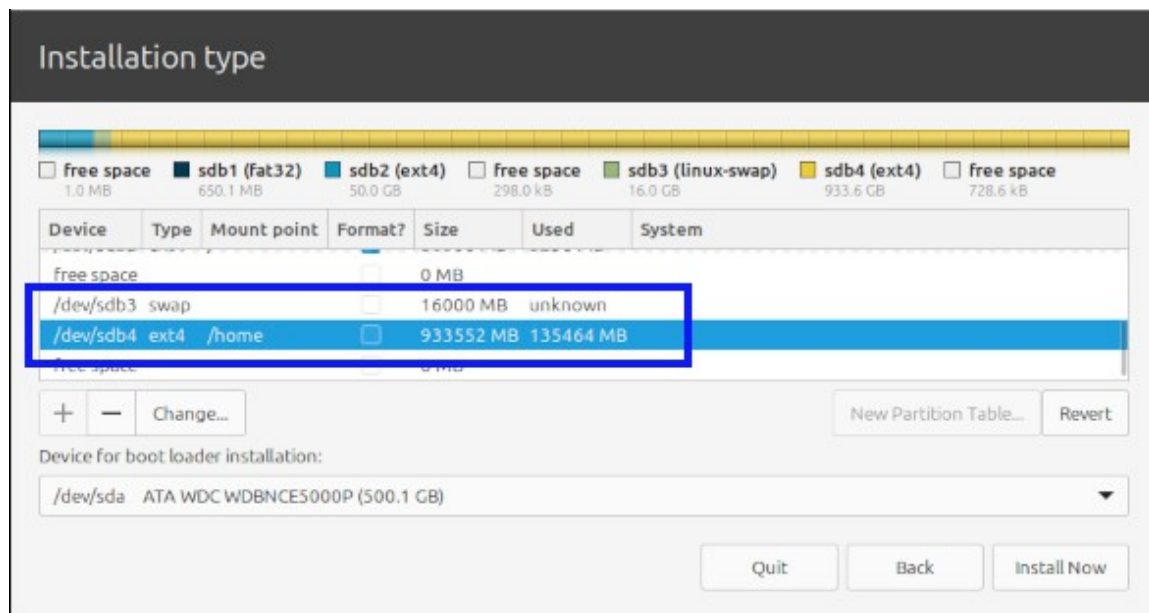 Installation type
free space sdb1 (fat32) sdb2 (ext4) free space sdb3 (linux-swap) sdb4 (ext4) free space
1.0 MB 650.1 MB 50.0 GB 298.0 kB 16.0 GB 933.6 GB 728.6 kB
Device Type Mount point Format? Size Used System
free space 0 MB
/dev/sdb3 swap 16000 MB unknown
/dev/sdb4 ext4 /home 933552 MB 135464 MB
free space 0 MB
+ — Change... New Partition Table... Revert
Device for boot loader installation:
/dev/sda ATA WDC WDBNCE5000P (500.1 GB)
Quit Back Install Now